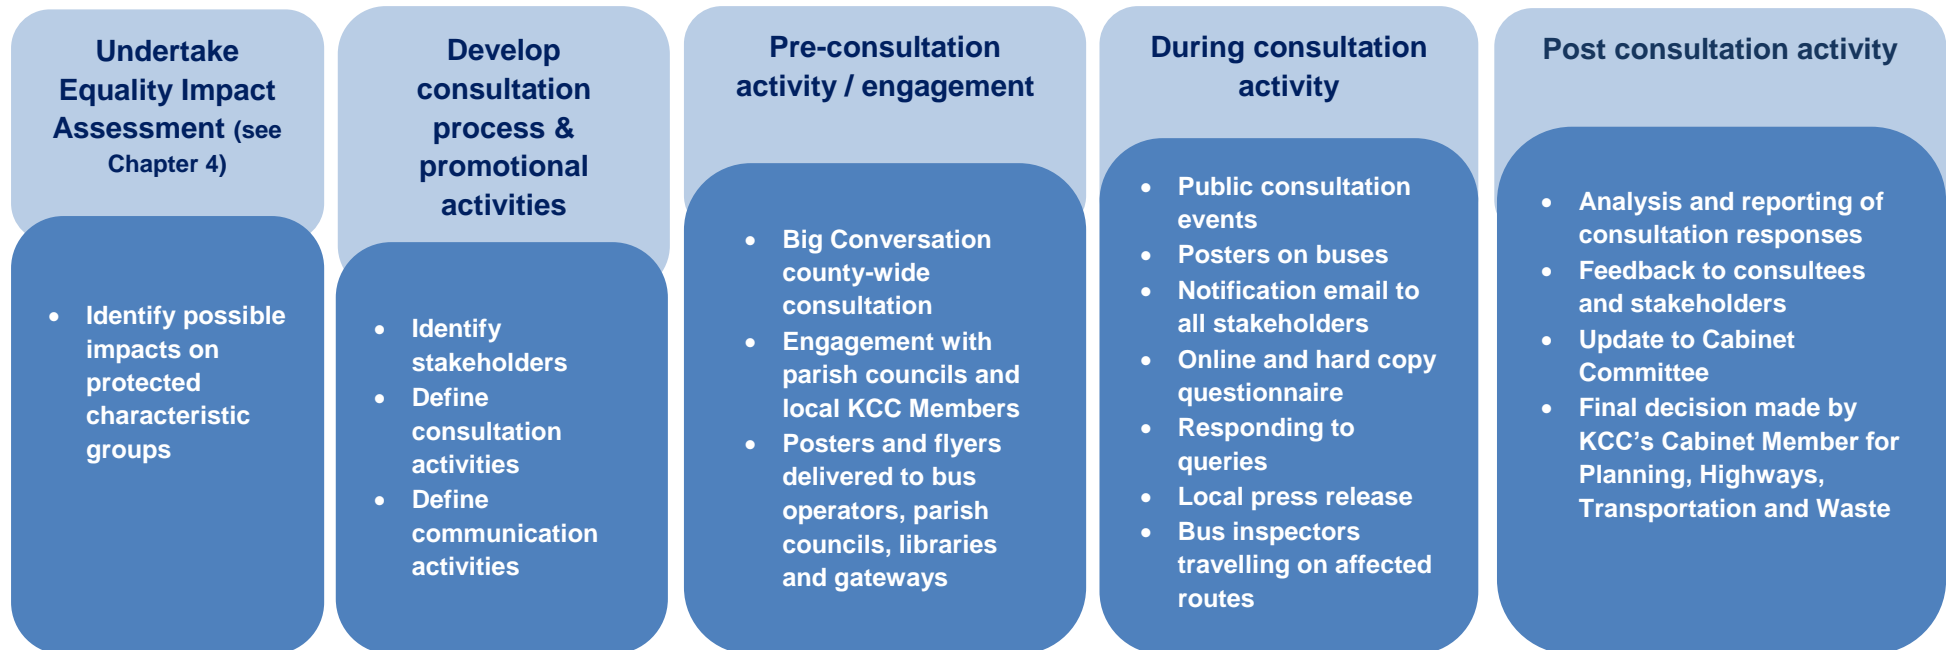 Undertake
Equality Impact
Assessment (see
Chapter 4)
• Identify possible
impacts on
protected
characteristic
groups
Develop
consultation
process &
promotional
activities
• Identify
stakeholders
• Define
consultation
activities
• Define
communication
activities
Pre-consultation
activity / engagement
• Big Conversation
county-wide
consultation
• Engagement with
parish councils and
local KCC Members
• Posters and flyers
delivered to bus
operators, parish
councils, libraries
and gateways
During consultation
activity
• Public consultation
events
• Posters on buses
• Notification email to
all stakeholders
• Online and hard copy
questionnaire
• Responding to
queries
• Local press release
• Bus inspectors
travelling on affected
routes
Post consultation activity
• Analysis and reporting of
consultation responses
• Feedback to consultees
and stakeholders
• Update to Cabinet
Committee
• Final decision made by
KCC's Cabinet Member for
Planning, Highways,
Transportation and Waste